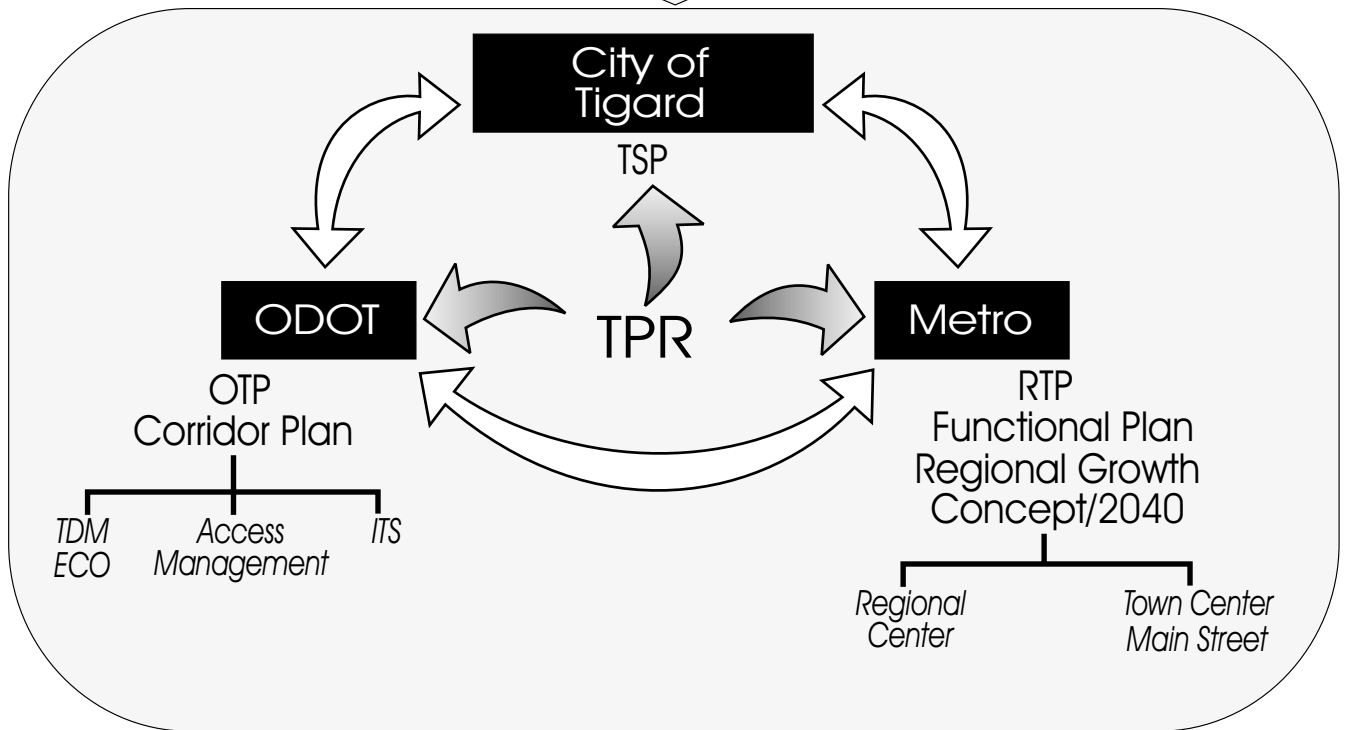 City of
Tigard
TSP
ODOT
TPR
Metro
OTP
Corridor Plan
TDM
ECO
Access
Management
ITS
RTP
Functional Plan
Regional Growth
Concept/2040
Regional
Center
Town Center
Main Street